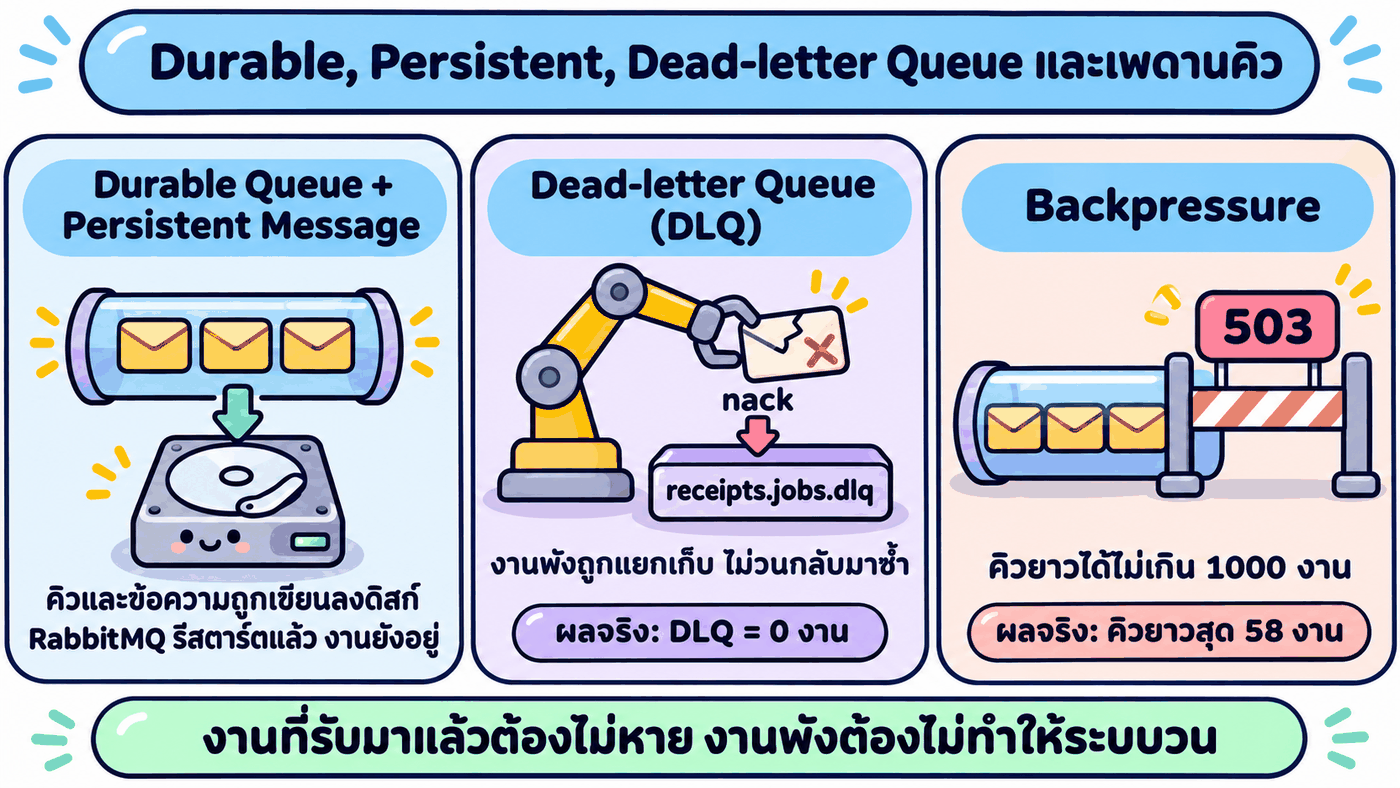 Durable, Persistent, Dead-letter Queue และเพดานคิว
Durable Queue +
Persistent Message
คิวและข้อความถูกเขียนลงดิสก์
RabbitMQ รีสตาร์ตแล้ว งานยังอยู่
Dead-letter Queue
(DLQ)
nack
receipts.jobs.dlq
งานพังถูกแยกเก็บ ไม่วนกลับมาซ้ำ
ผลจริง: DLQ = 0 งาน
Backpressure
503
คิวยาวได้ไม่เกิน 1000 งาน
ผลจริง: คิวยาวสุด 58 งาน
งานที่รับมาแล้วต้องไม่หาย งานพังต้องไม่ทำให้ระบบวน